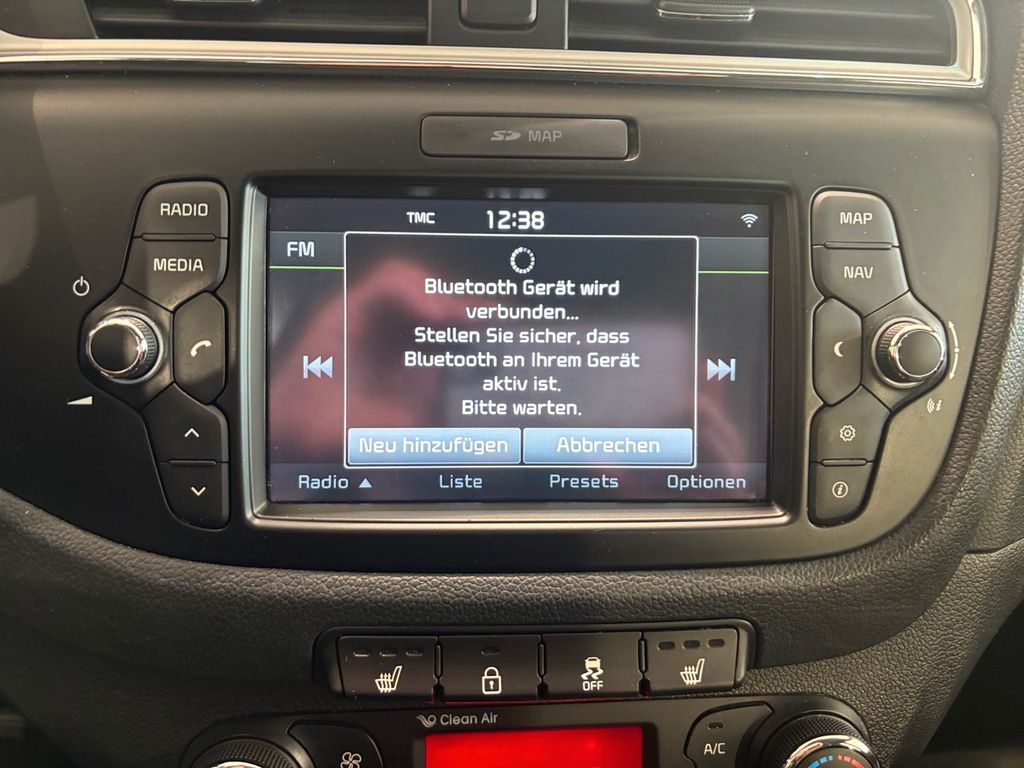 SD MAP
RADIO
MEDIA
TMC 12:38
FM
Bluetooth Gerät wird
verbunden...
Stellen Sie sicher, dass
Bluetooth an Ihrem Gerät
aktiv ist.
Bitte warten.
Neu hinzufügen Abbrechen
Radio ▲ Liste Presets Optionen
MAP
NAV
OFF
Clean Air
A/C